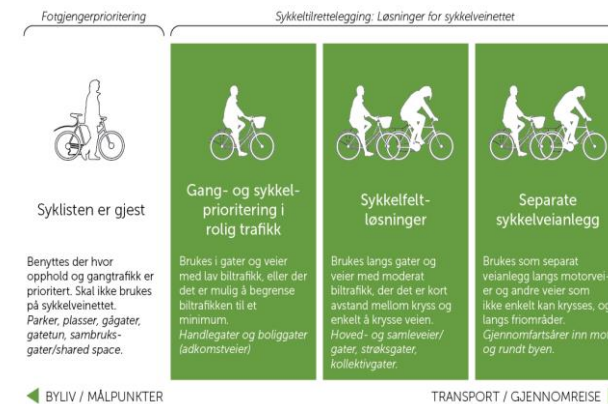 Fotgjengerprioritering
Sykkeltilrettelegging: Løsninger for sykkelveinettet
Syklisten er gjest
Benyttes der hvor
opphold og gangtrafikk er
prioritert. Skal ikke brukes
på sykkelveinettet.
Parker, plasser, gågater,
gatetun, sambruks-
gater/shared space.
Gang- og sykkel-
prioritering i
rolig trafikk
Brukes i gater og veier
med lav biltrafikk, eller der
det er mulig å begrense
biltrafikken til et
minimum.
Handlegater og boliggater
(adkomstveier)
Sykkelfelt-
løsninger
Brukes langs gater og
veier med moderat
biltrafikk, der det er kort
avstand mellom kryss og
enkelt å krysse veien.
Hoved- og samleveier/
gater, strøksgater,
kollektivgater.
Separate
sykkelveianlegg
Brukes som separat
veianlegg langs motorvei-
er og andre veier som
ikke enkelt kan krysses, og
langs friområder.
Gjennomfartsårer inn mot
og rundt byen.
BYLIV / MÅLPUNKTER
TRANSPORT / GJENNOMREISE